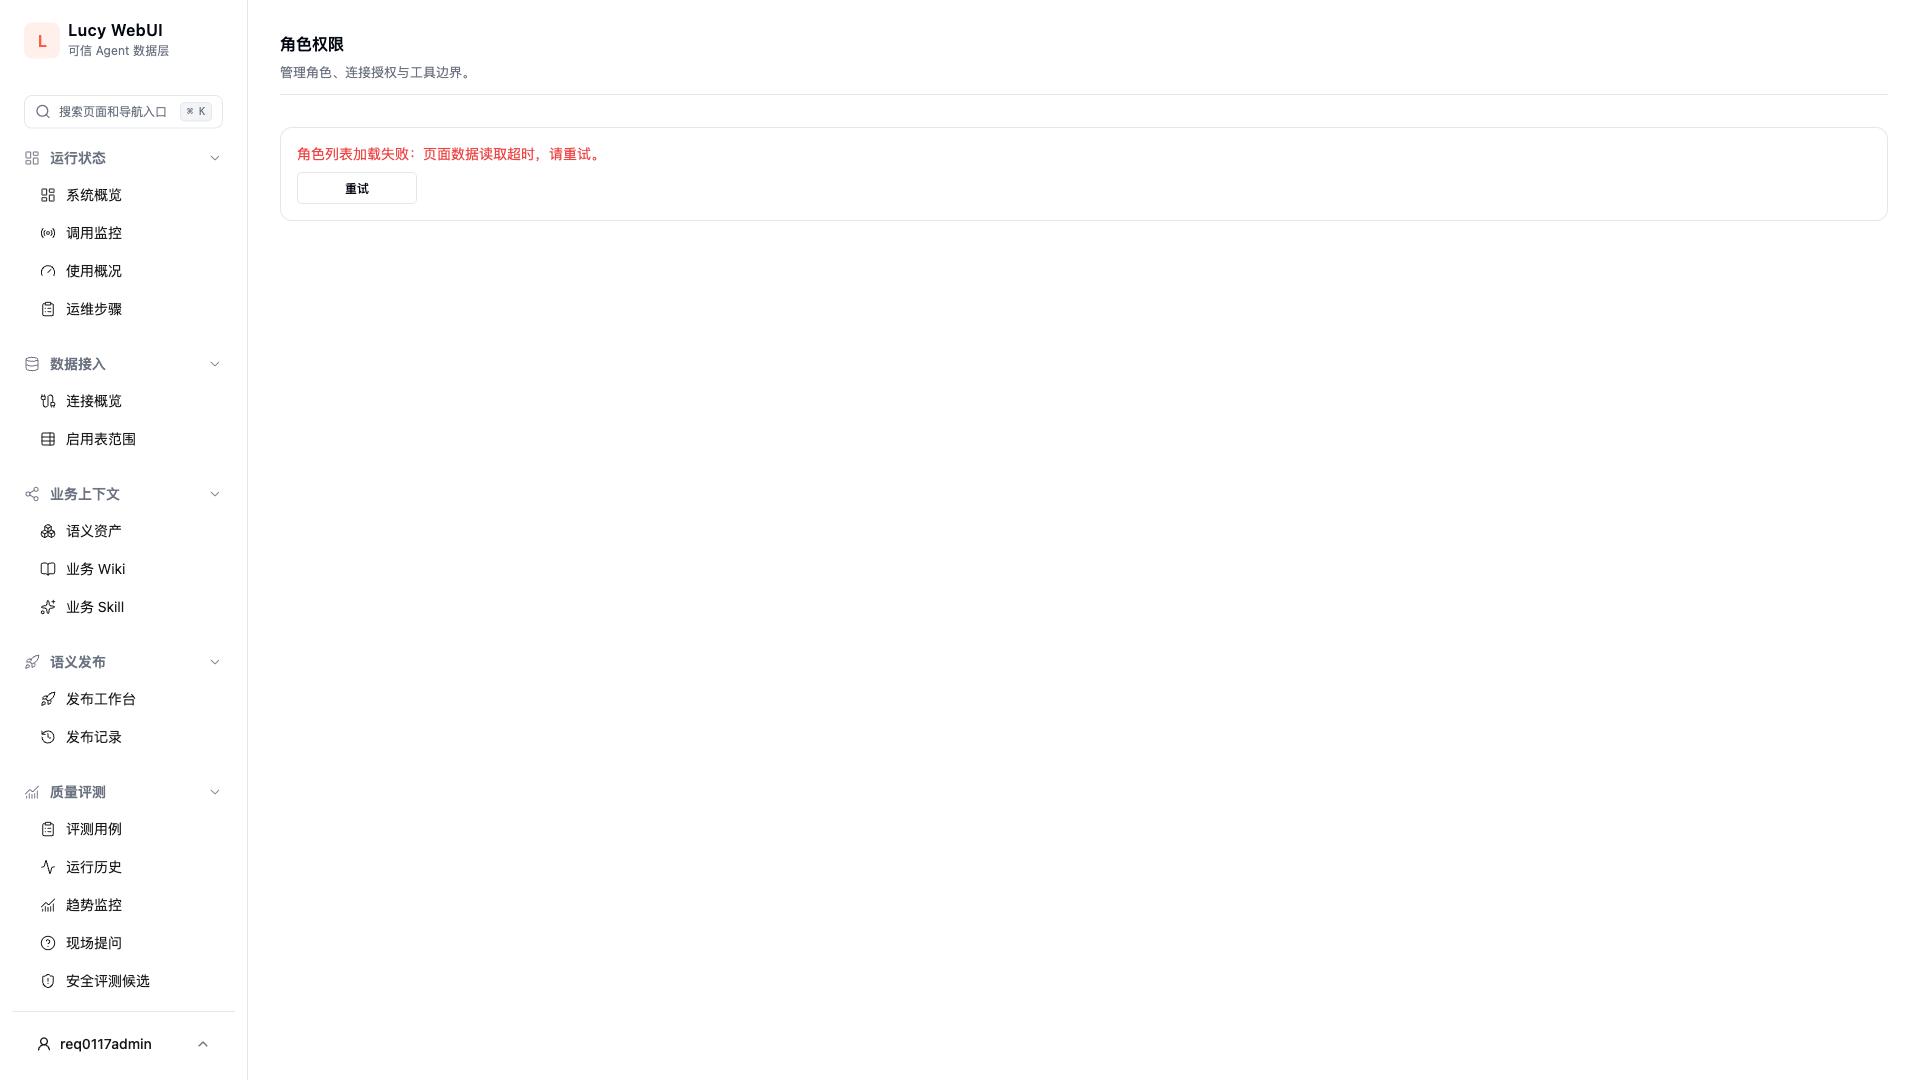 L
Lucy WebUI
可信 Agent 数据层
搜索页面和导航入口 ⌘ K
运行状态
系统概览
调用监控
使用概况
运维步骤
数据接入
连接概览
启用表范围
业务上下文
语义资产
业务 Wiki
业务 Skill
语义发布
发布工作台
发布记录
质量评测
评测用例
运行历史
趋势监控
现场提问
安全评测候选
req0117admin
角色权限
管理角色、连接授权与工具边界。
角色列表加载失败：页面数据读取超时，请重试。
重试